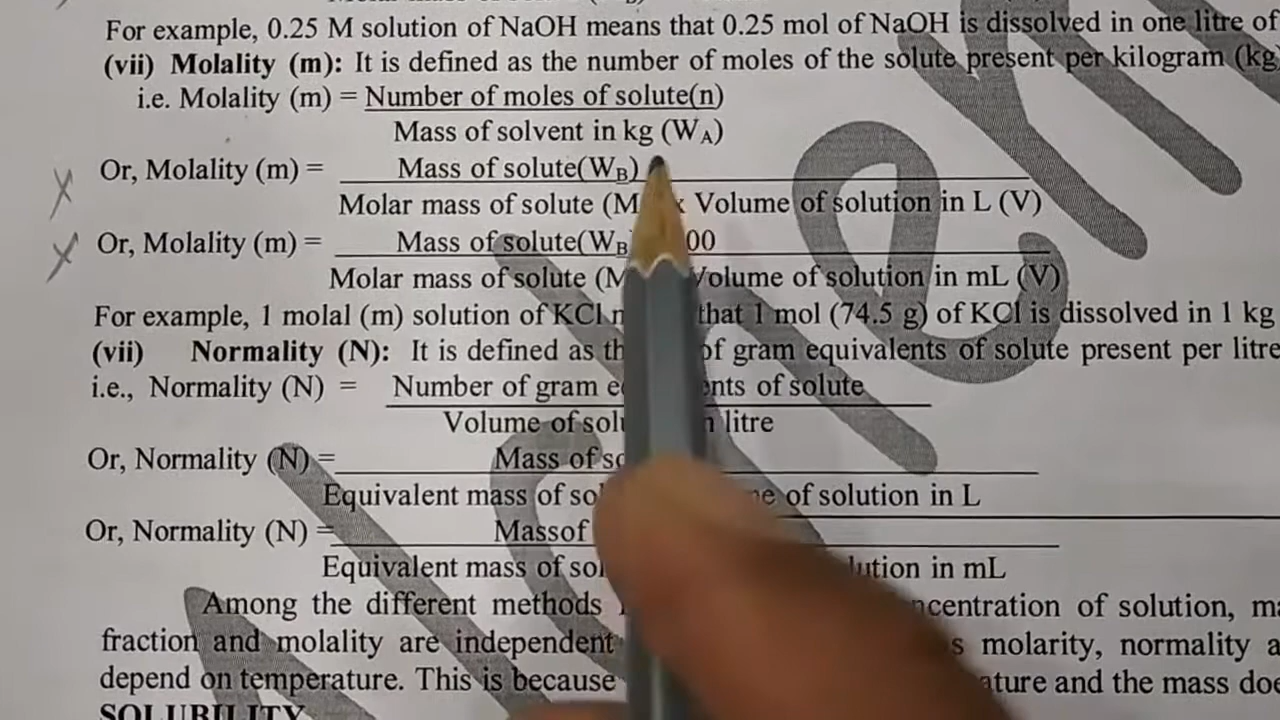 For example, 0.25 M solution of NaOH means that 0.25 mol of NaOH is dissolved in one litre of
(vii) Molality (m): It is defined as the number of moles of the solute present per kilogram (kg
i.e. Molality (m) = Number of moles of solute(n)
Mass of solvent in kg (WA)
Or, Molality (m) = Mass of solute(WB)
Molar mass of solute (M x Volume of solution in L (V)
Or, Molality (m) = Mass of solute(WB 00
Molar mass of solute (M Volume of solution in mL (V)
For example, 1 molal (m) solution of KCl that 1 mol (74.5 g) of KCl is dissolved in 1 kg
(vii) Normality (N): It is defined as of gram equivalents of solute present per litre
i.e., Normality (N) = Number of gram of solute
Volume of litre
Or, Normality (N) = Mass of
Equivalent mass of of solution in L
Or, Normality (N) = Massof
Equivalent mass of in mL
Among the different methods of solution,
fraction and molality are independent molarity, normality
depend on temperature. This is because and the mass
SOLUBILITY